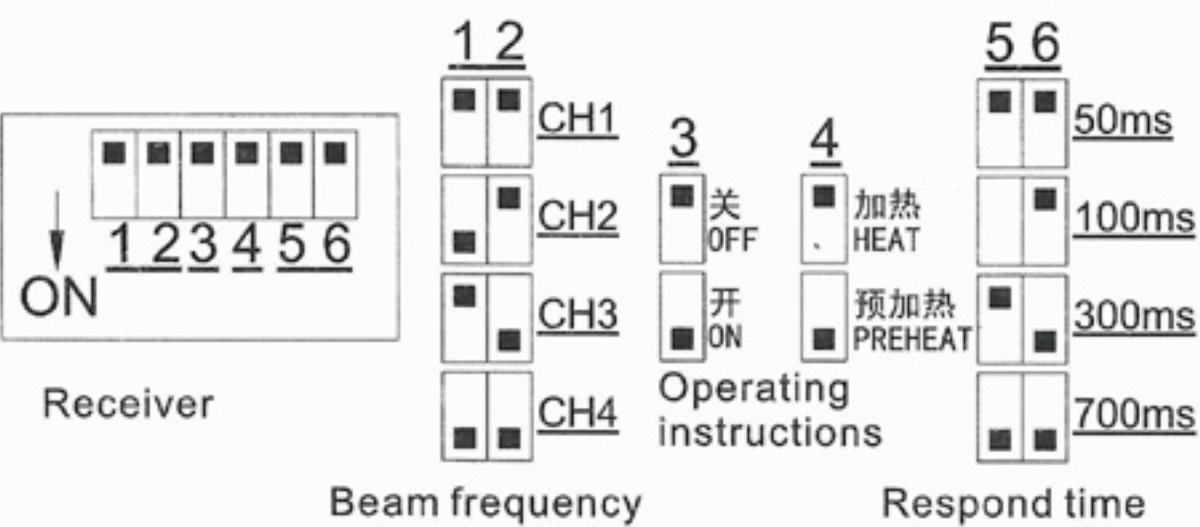 1 2 3 4 5 6
ON
Receiver
1 2
CH1
CH2
CH3
CH4
Beam frequency
3
关
OFF
开
ON
4
加热
HEAT
预加热
PREHEAT
Operating
instructions
5 6
50ms
100ms
300ms
700ms
Respond time